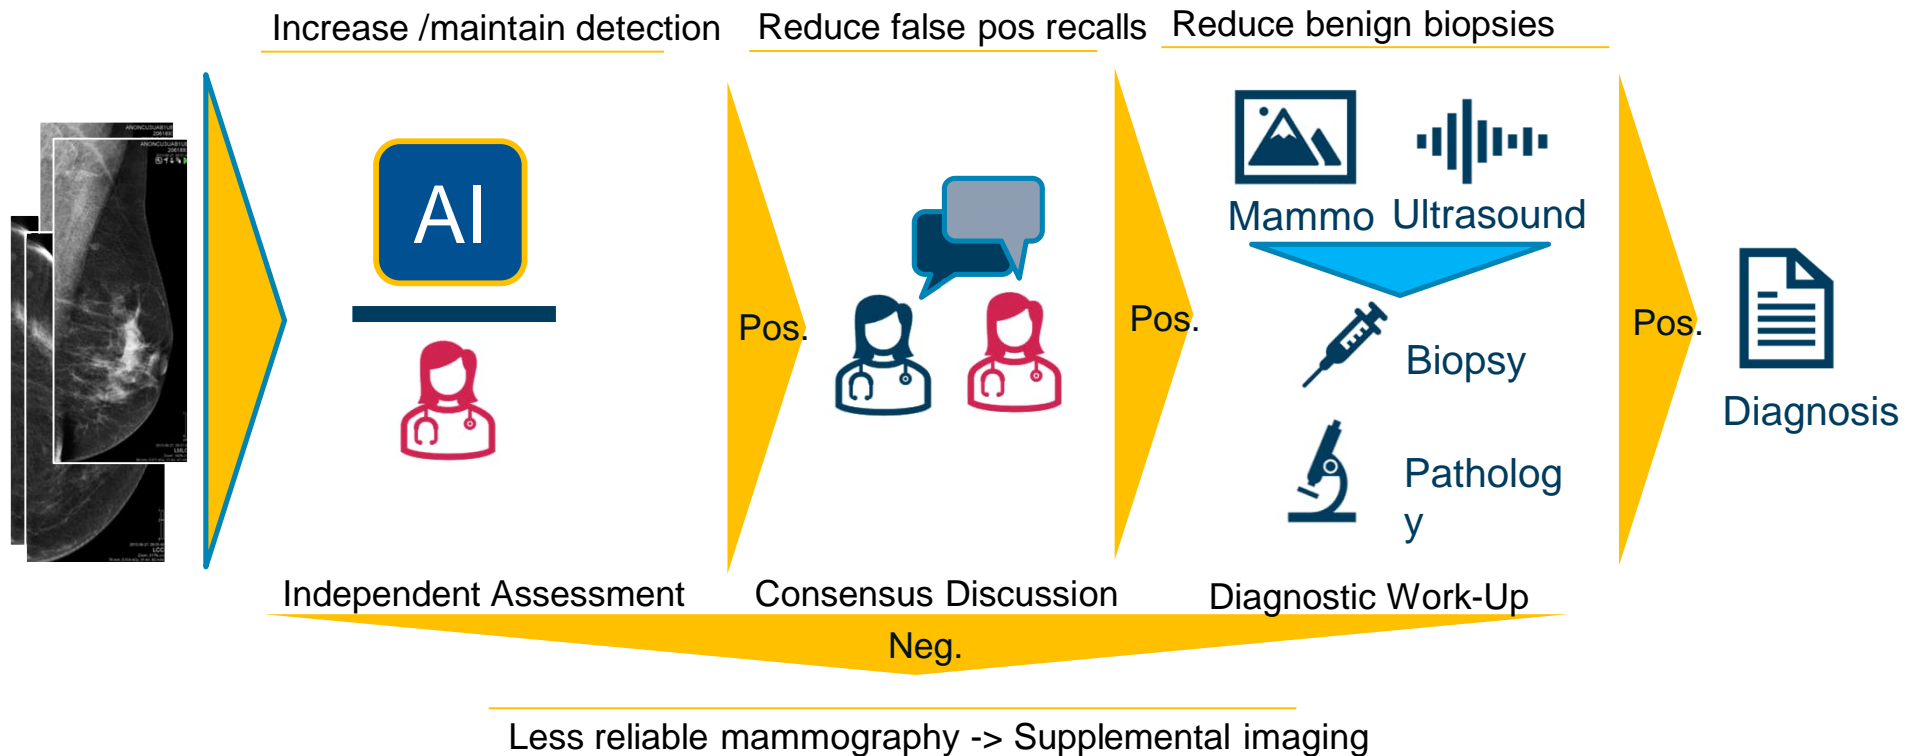 Increase /maintain detection
Reduce false pos recalls
Reduce benign biopsies
AI
Pos.
Pos.
Mammo
Ultrasound
Biopsy
Patholog
y
Pos.
Diagnosis
Independent Assessment
Consensus Discussion
Diagnostic Work-Up
Neg.
Less reliable mammography -> Supplemental imaging